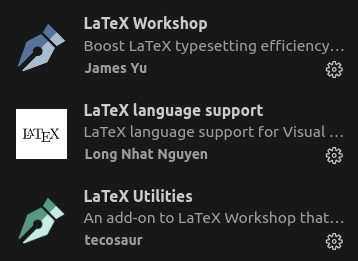 LaTeX Workshop
Boost LaTeX typesetting efficiency…
James Yu
LATEX
LaTeX language support
LaTeX language support for Visual …
Long Nhat Nguyen
LaTeX Utilities
An add-on to LaTeX Workshop that…
tecosaur